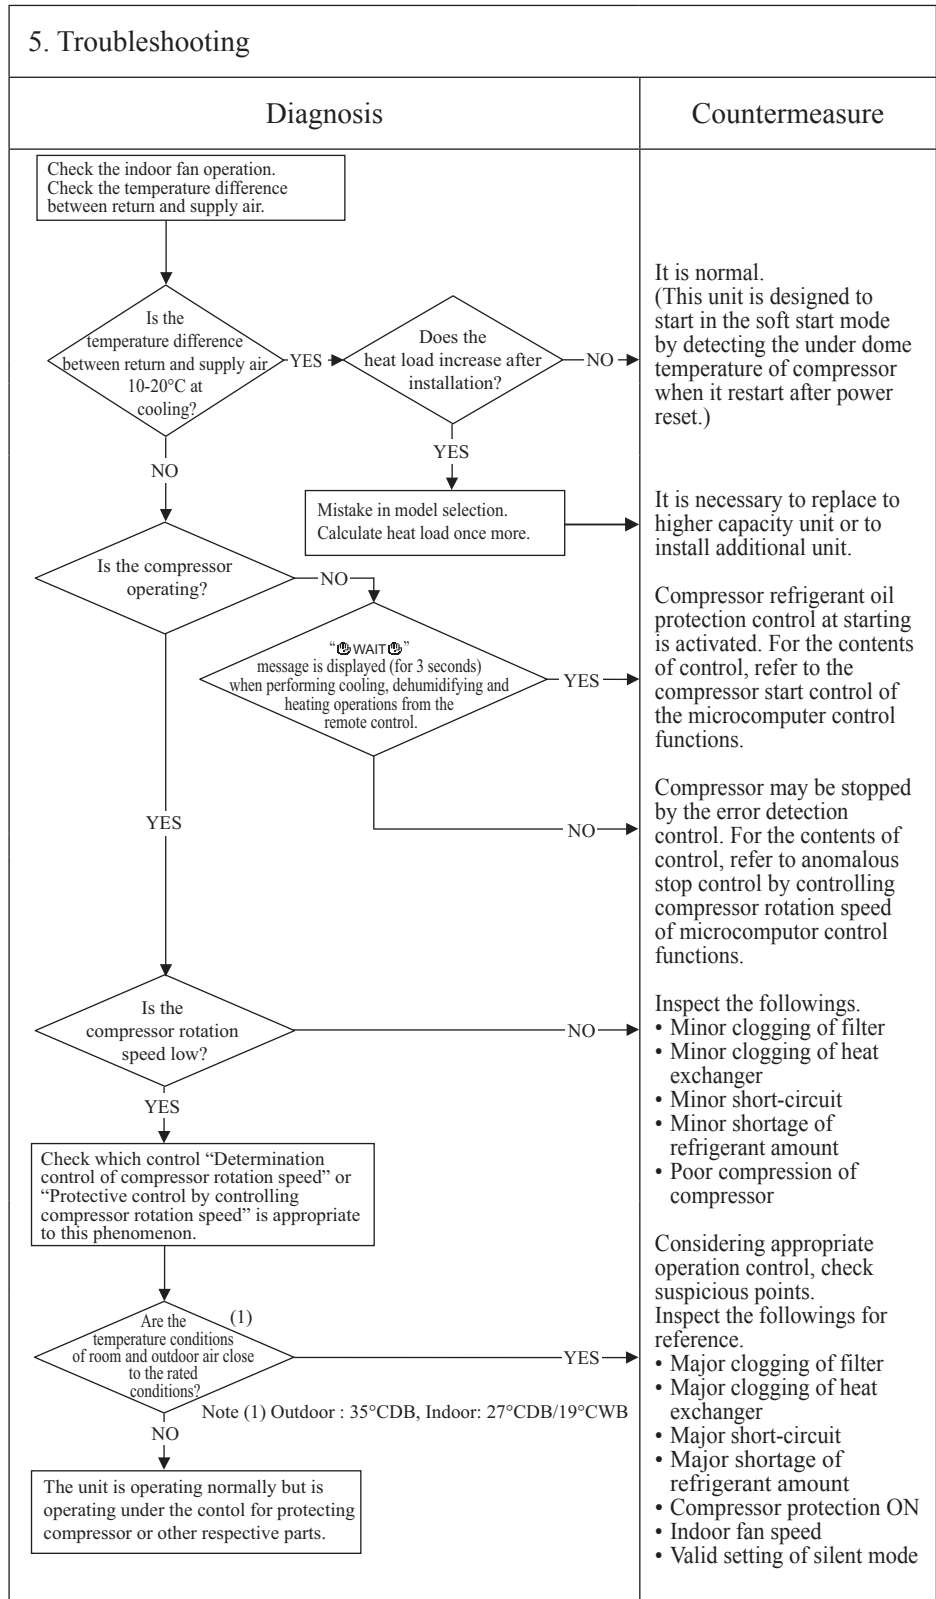 5. Troubleshooting
Diagnosis
Countermeasure
Check the indoor fan operation.
Check the temperature difference
between return and supply air.
Is the
temperature difference
between return and supply air
10-20°C at
cooling?
YES
Does the
heat load increase after
installation?
NO
It is normal.
(This unit is designed to
start in the soft start mode
by detecting the under dome
temperature of compressor
when it restart after power
reset.)
YES
NO
Mistake in model selection.
Calculate heat load once more.
It is necessary to replace to
higher capacity unit or to
install additional unit.
Is the compressor
operating?
NO
“WAIT”
message is displayed (for 3 seconds)
when performing cooling, dehumidifying and
heating operations from the
remote control.
YES
Compressor refrigerant oil
protection control at starting
is activated. For the contents
of control, refer to the
compressor start control of
the microcomputer control
functions.
YES
NO
Compressor may be stopped
by the error detection
control. For the contents of
control, refer to anomalous
stop control by controlling
compressor rotation speed
of microcomputor control
functions.
Is the
compressor rotation
speed low?
NO
Inspect the followings.
• Minor clogging of filter
• Minor clogging of heat
exchanger
• Minor short-circuit
• Minor shortage of
refrigerant amount
• Poor compression of
compressor
YES
Check which control “Determination
control of compressor rotation speed” or
“Protective control by controlling
compressor rotation speed” is appropriate
to this phenomenon.
(1)
Are the
temperature conditions
of room and outdoor air close
to the rated
conditions?
YES
Note (1) Outdoor : 35°CDB, Indoor: 27°CDB/19°CWB
Considering appropriate
operation control, check
suspicious points.
Inspect the followings for
reference.
• Major clogging of filter
• Major clogging of heat
exchanger
• Major short-circuit
• Major shortage of
refrigerant amount
• Compressor protection ON
• Indoor fan speed
• Valid setting of silent mode
NO
The unit is operating normally but is
operating under the contol for protecting
compressor or other respective parts.